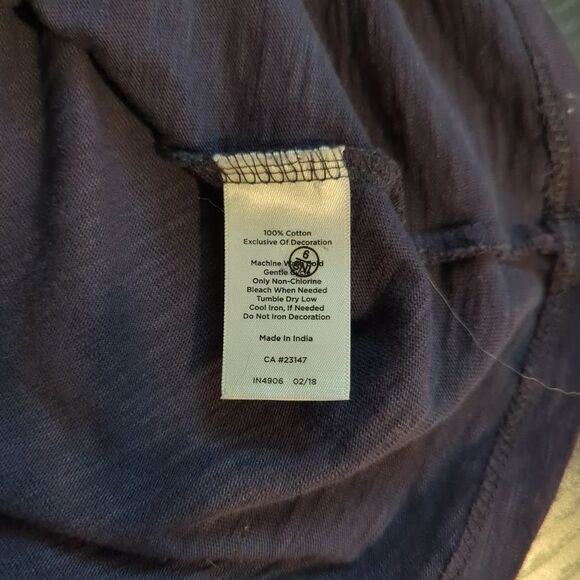 100% Cotton
Exclusive Of Decoration
Machine Wash Cold
Gentle
Only Non-Chlorine
Bleach When Needed
Tumble Dry Low
Cool Iron, If Needed
Do Not Iron Decoration
Made In India
CA #23147
IN4906 02/18